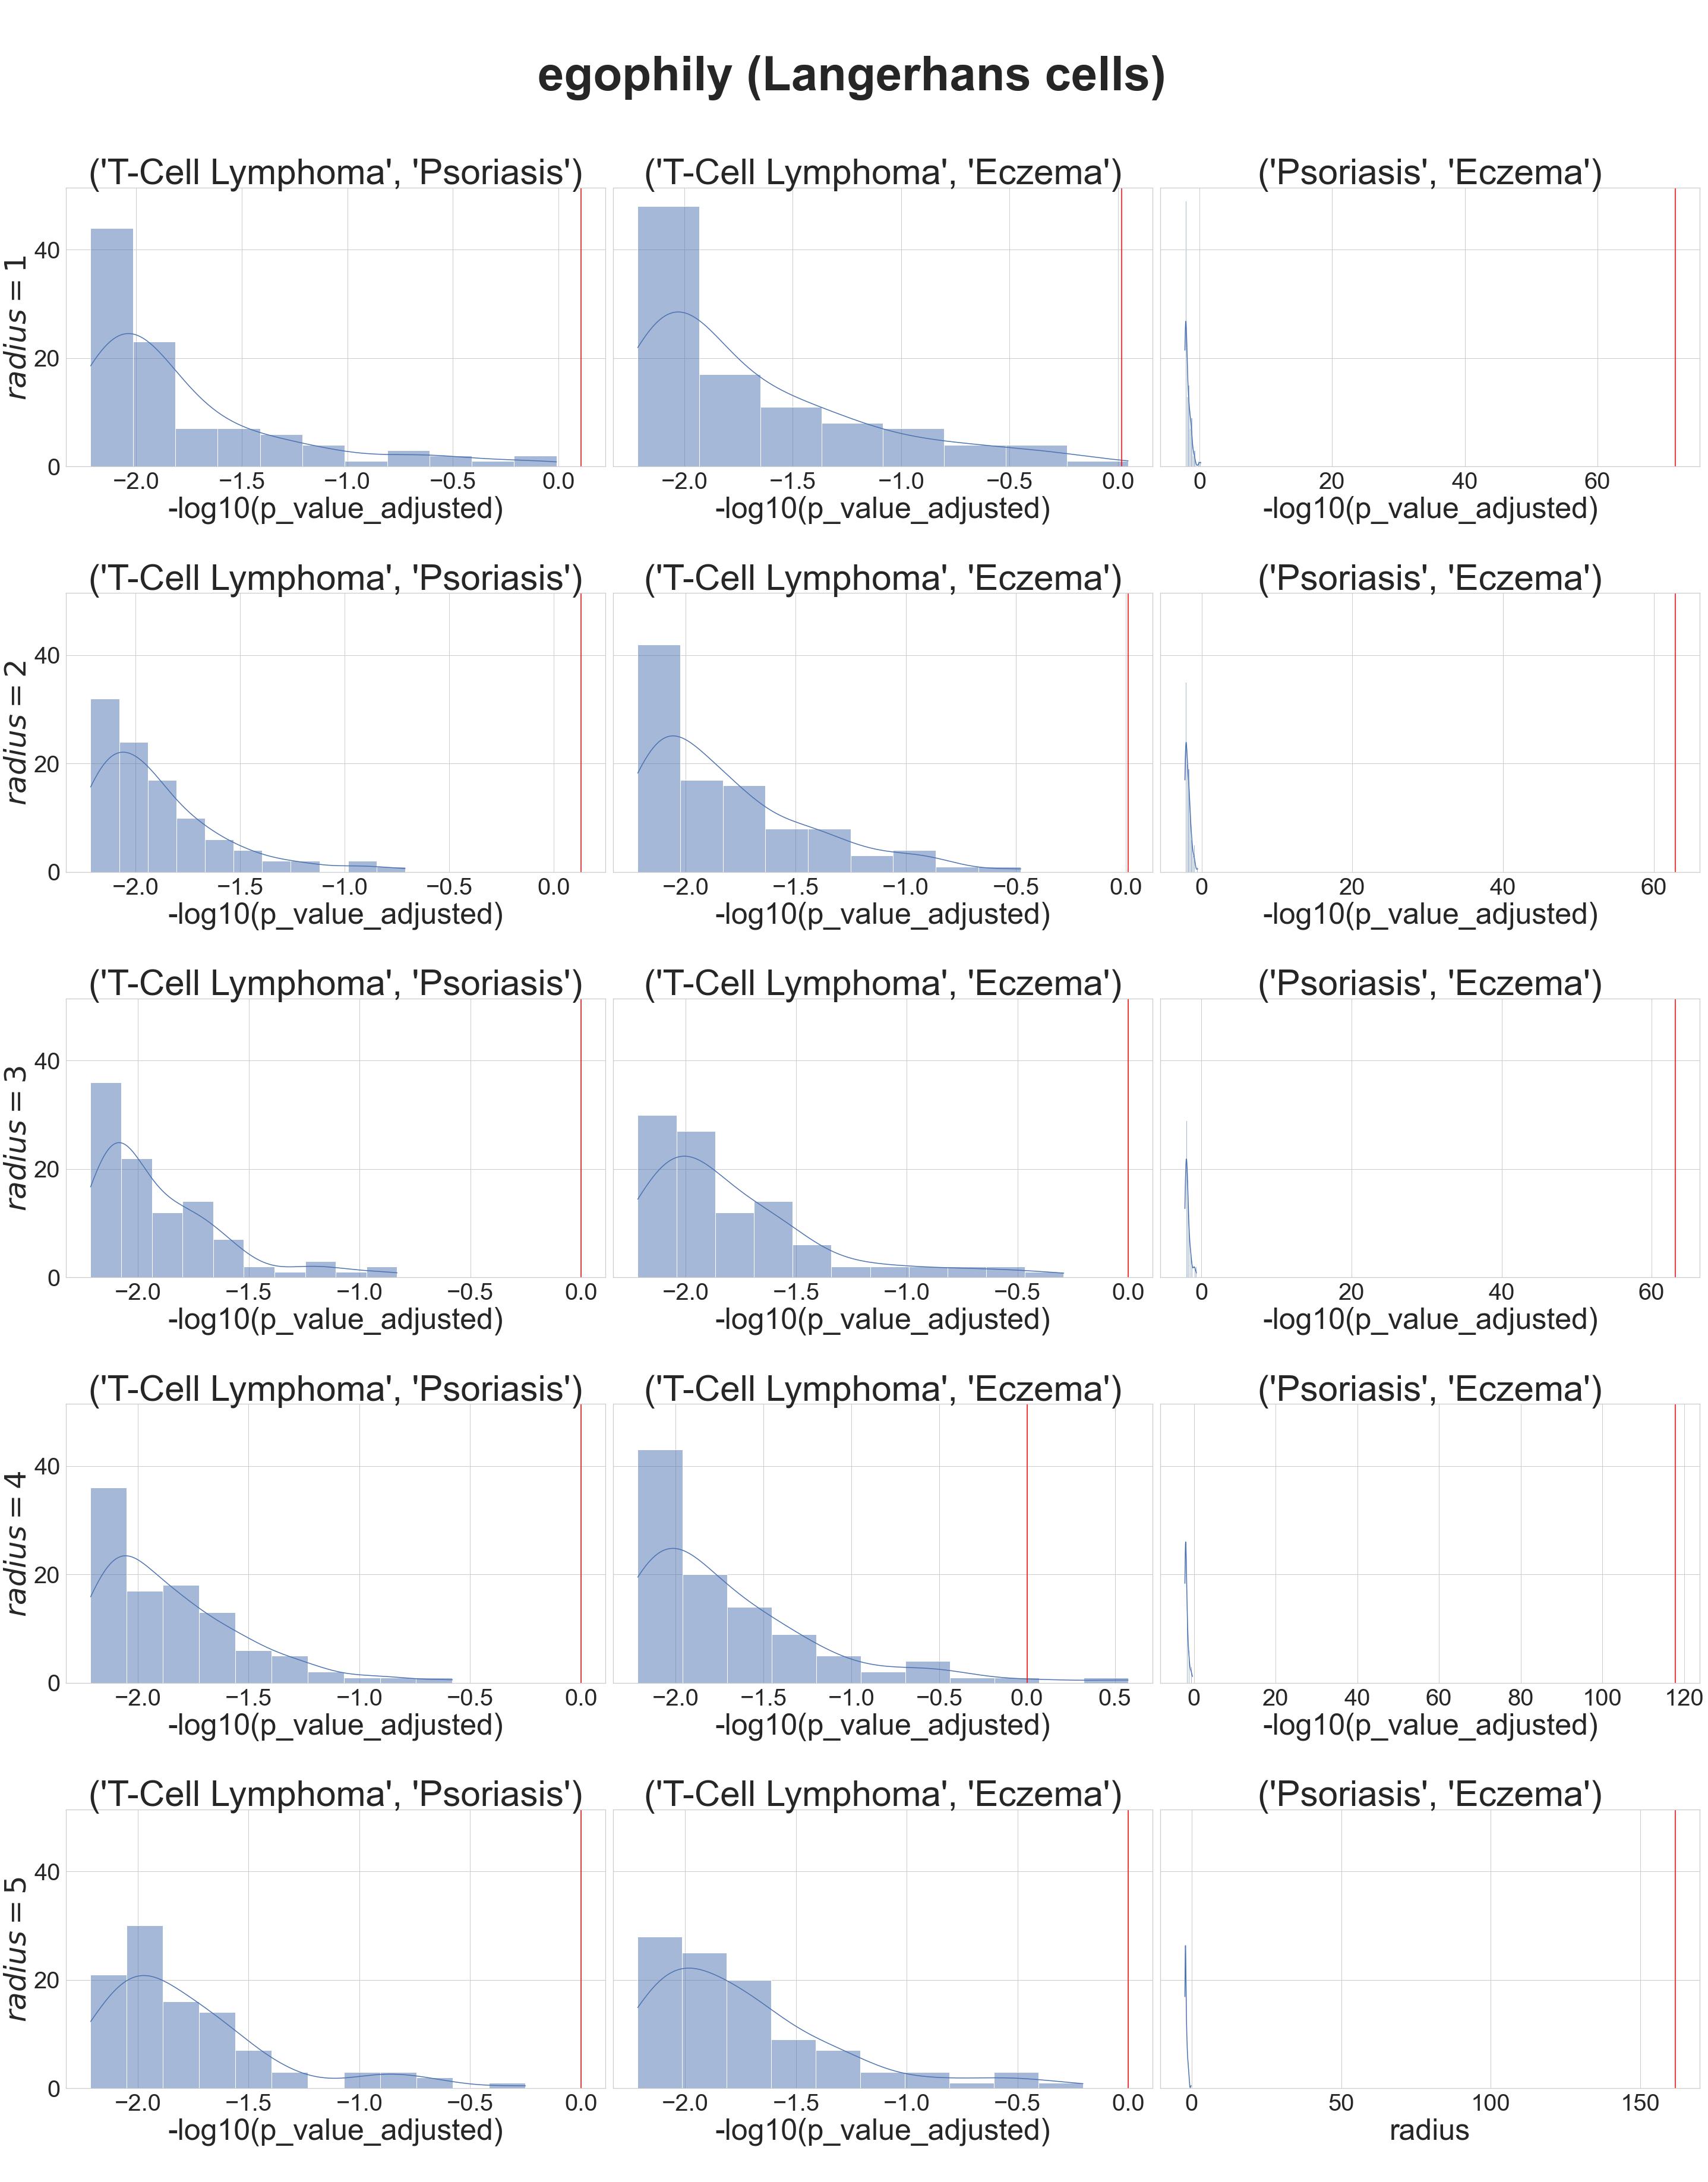 egophily (Langerhans cells)
('T-Cell Lymphoma', 'Psoriasis') ('T-Cell Lymphoma', 'Eczema') ('Psoriasis', 'Eczema')
40
20
0
radius = 1
−2.0 −1.5 −1.0 −0.5 0.0 −2.0 −1.5 −1.0 −0.5 0.0 0 20 40 60
-log10(p_value_adjusted) -log10(p_value_adjusted) -log10(p_value_adjusted)
('T-Cell Lymphoma', 'Psoriasis') ('T-Cell Lymphoma', 'Eczema') ('Psoriasis', 'Eczema')
40
20
0
radius = 2
−2.0 −1.5 −1.0 −0.5 0.0 −2.0 −1.5 −1.0 −0.5 0.0 0 20 40 60
-log10(p_value_adjusted) -log10(p_value_adjusted) -log10(p_value_adjusted)
('T-Cell Lymphoma', 'Psoriasis') ('T-Cell Lymphoma', 'Eczema') ('Psoriasis', 'Eczema')
40
20
0
radius = 3
−2.0 −1.5 −1.0 −0.5 0.0 −2.0 −1.5 −1.0 −0.5 0.0 0 20 40 60
-log10(p_value_adjusted) -log10(p_value_adjusted) -log10(p_value_adjusted)
('T-Cell Lymphoma', 'Psoriasis') ('T-Cell Lymphoma', 'Eczema') ('Psoriasis', 'Eczema')
40
20
0
radius = 4
−2.0 −1.5 −1.0 −0.5 0.0 −2.0 −1.5 −1.0 −0.5 0.0 0.5 0 20 40 60 80 100 120
-log10(p_value_adjusted) -log10(p_value_adjusted) -log10(p_value_adjusted)
('T-Cell Lymphoma', 'Psoriasis') ('T-Cell Lymphoma', 'Eczema') ('Psoriasis', 'Eczema')
40
20
0
radius = 5
−2.0 −1.5 −1.0 −0.5 0.0 −2.0 −1.5 −1.0 −0.5 0.0 0 50 100 150
-log10(p_value_adjusted) -log10(p_value_adjusted) radius